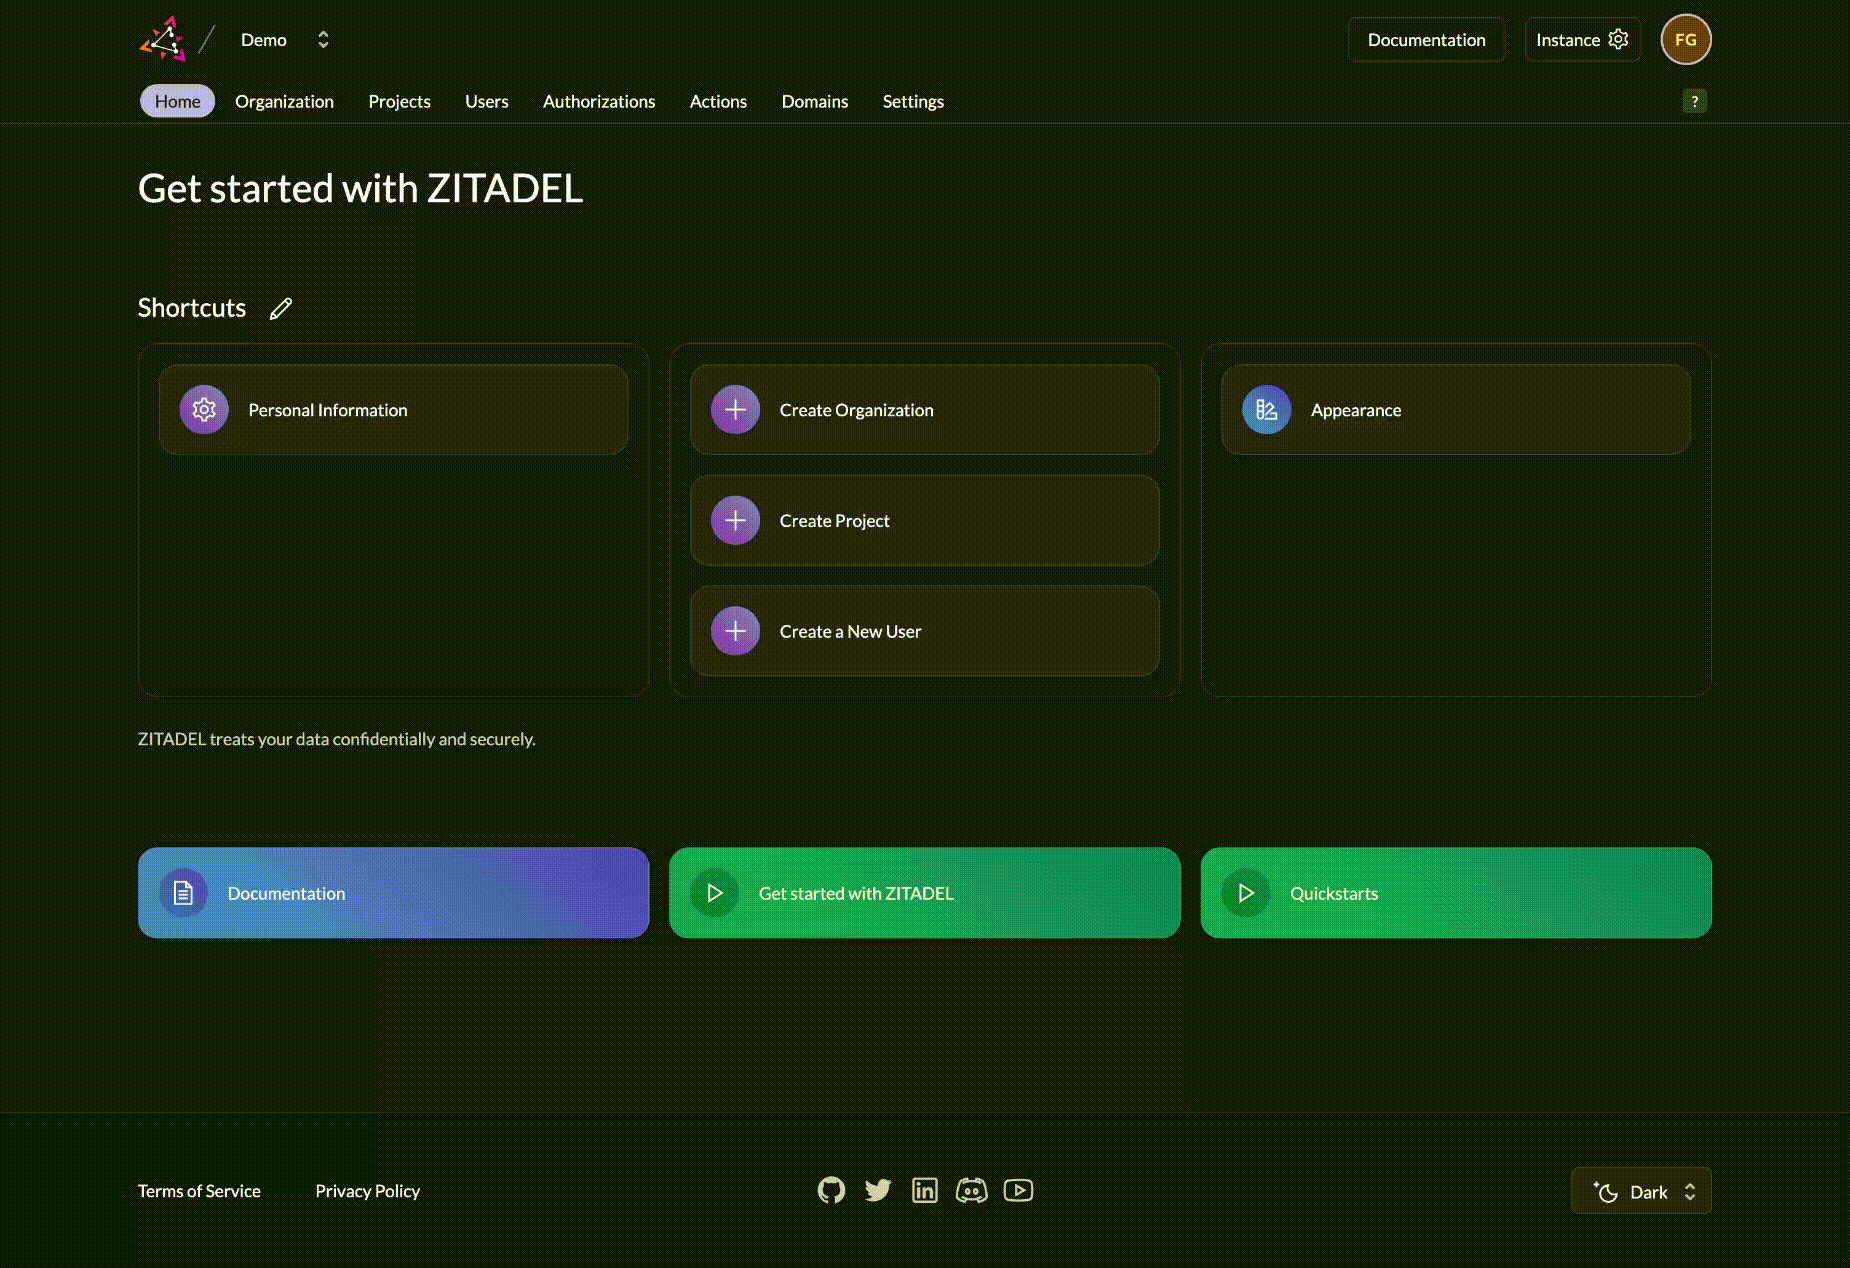 Demo
Documentation
Instance
FG
Home Organization Projects Users Authorizations Actions Domains Settings
?
Get started with ZITADEL
Shortcuts
Personal Information
Create Organization
Appearance
Create Project
Create a New User
ZITADEL treats your data confidentially and securely.
Documentation
Get started with ZITADEL
Quickstarts
Terms of Service
Privacy Policy
in
Dark